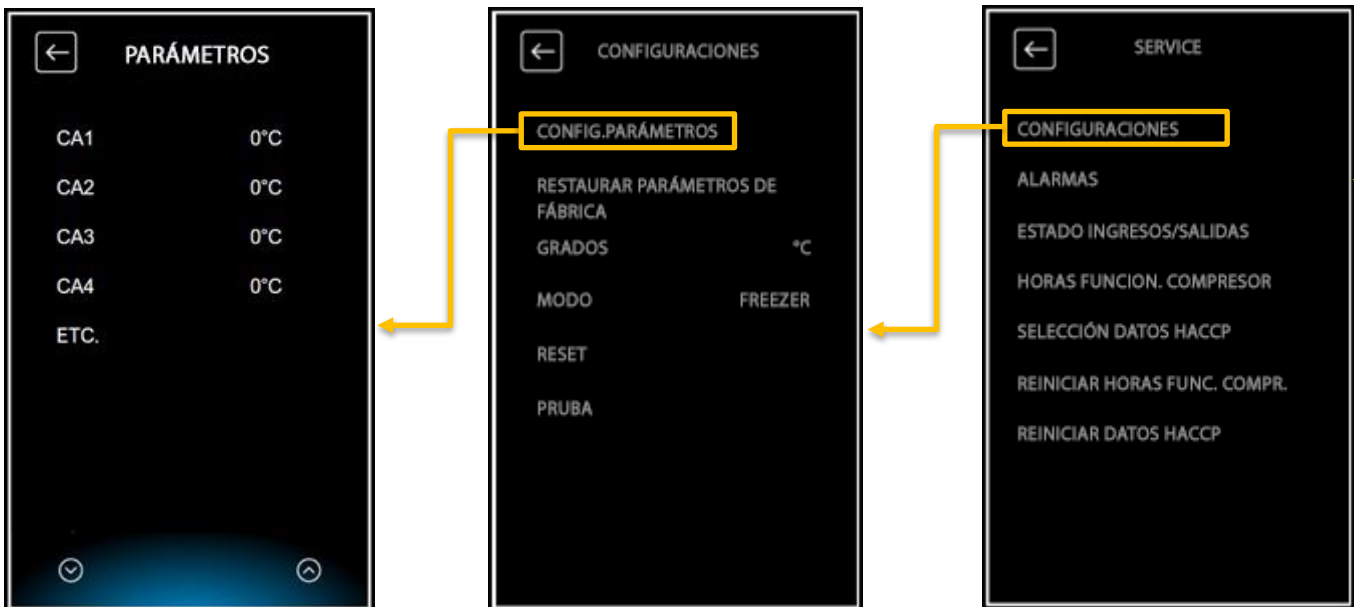 PARÁMETROS
CA1 0°C
CA2 0°C
CA3 0°C
CA4 0°C
ETC.
CONFIGURACIONES
CONFIG.PARÁMETROS
RESTAURAR PARÁMETROS DE
FÁBRICA
GRADOS °C
MODO FREEZER
RESET
PRUBA
SERVICE
CONFIGURACIONES
ALARMAS
ESTADO INGRESOS/SALIDAS
HORAS FUNCION. COMPRESOR
SELECCIÓN DATOS HACCP
REINICIAR HORAS FUNC. COMPR.
REINICIAR DATOS HACCP